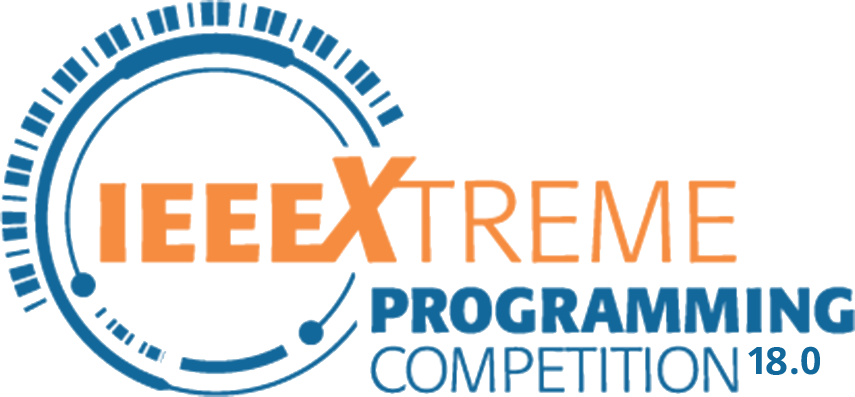 IEEEXTREME
PROGRAMMING
COMPETITION 18.0